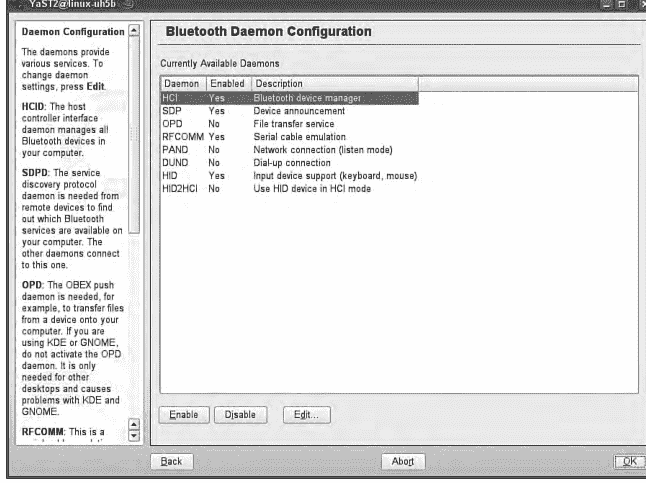 YaST2@linux-uh5b
Daemon Configuration
The daemons provide
various services. To
change daemon
settings, press Edit.
HCID: The host
controller interface
daemon manages all
Bluetooth devices in
your computer.
SDPD: The service
discovery protocol
daemon is needed from
remote devices to find
out which Bluetooth
services are available on
your computer. The
other daemons connect
to this one.
OPD: The OBEX push
daemon is needed, for
example, to transfer files
from a device onto your
computer. If you are
using KDE or GNOME,
do not activate the OPD
daemon. It is only
needed for other
desktops and causes
problems with KDE and
GNOME.
RFCOMM: This is a
Bluetooth Daemon Configuration
Currently Available Daemons
Daemon Enabled Description
HCI Yes Bluetooth device manager
SDP Yes Device announcement
OPD No File transfer service
RFCOMM Yes Serial cable emulation
PAND No Network connection (listen mode)
DUND No Dial-up connection
HID Yes Input device support (keyboard, mouse)
HID2HCI No Use HID device in HCI mode
Enable Disable Edit...
Back Abort OK